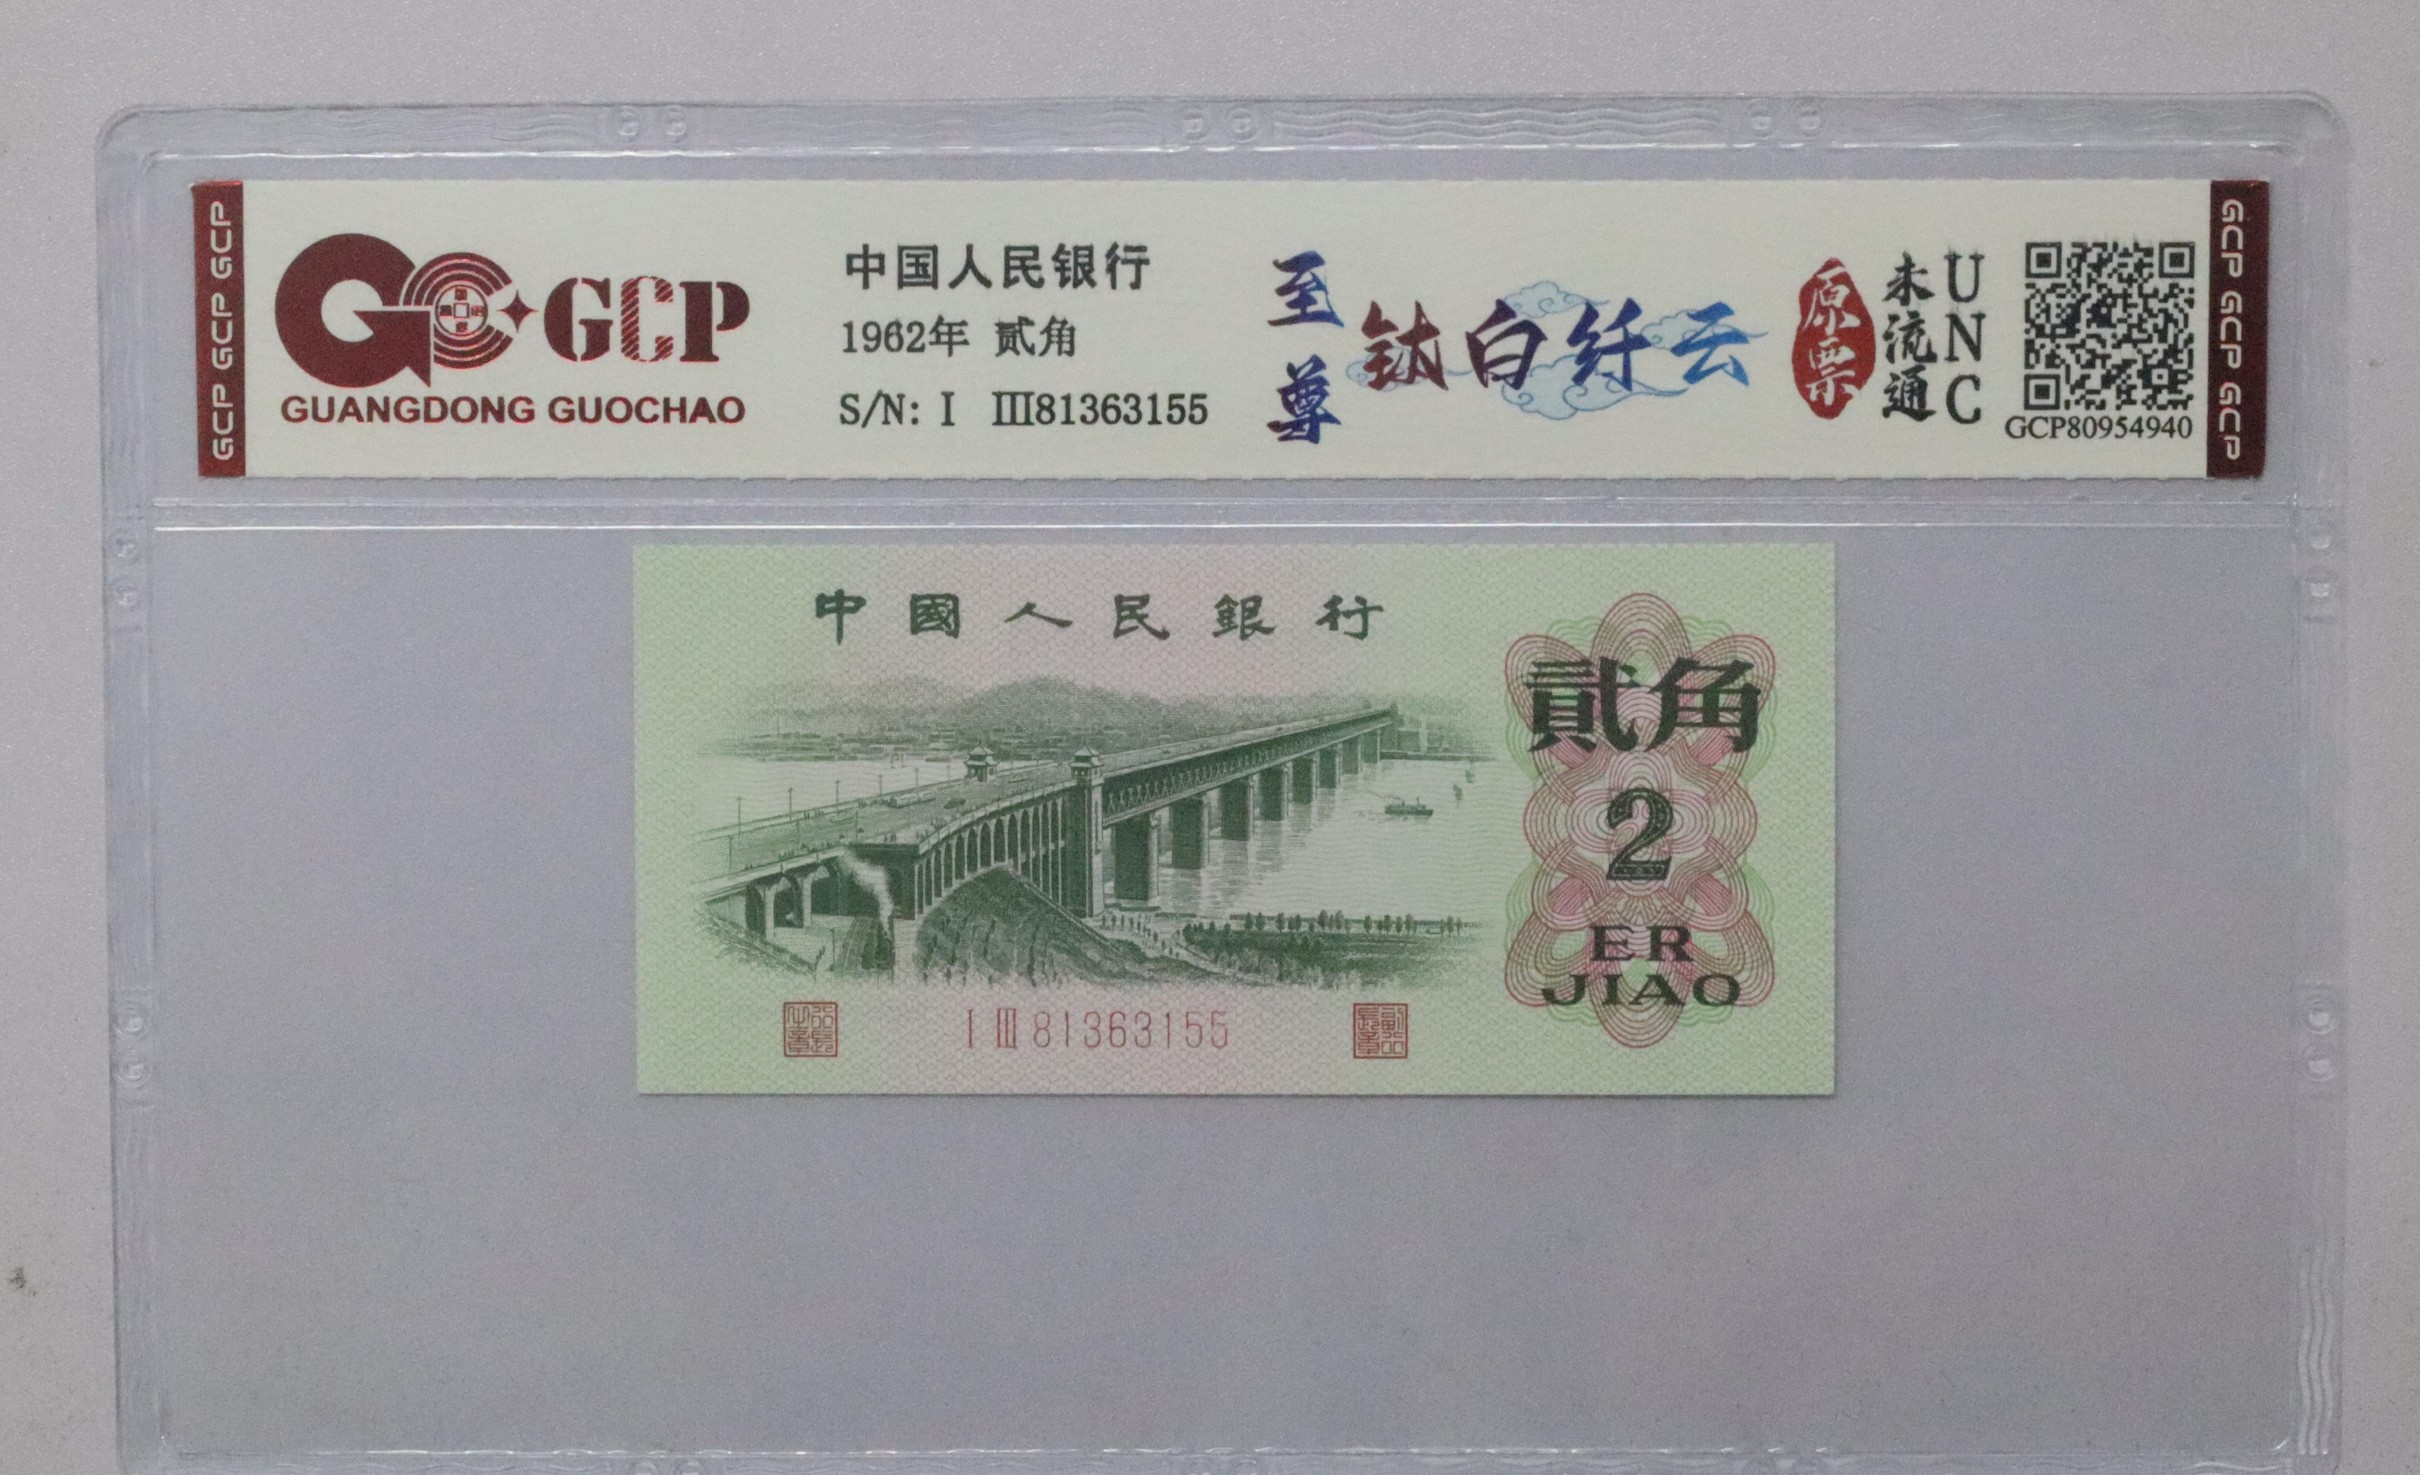 GCP GCP GCP
GCP
GUANGDONG GUOCHAO
中国人民银行
1962年 贰角
S/N: I III81363155
至尊
钛白纤云
原票
未流通
UNC
GCP80954940
GCP GCP GCP
中國人民銀行
貳角
2
ER
JIAO
I III 81363155